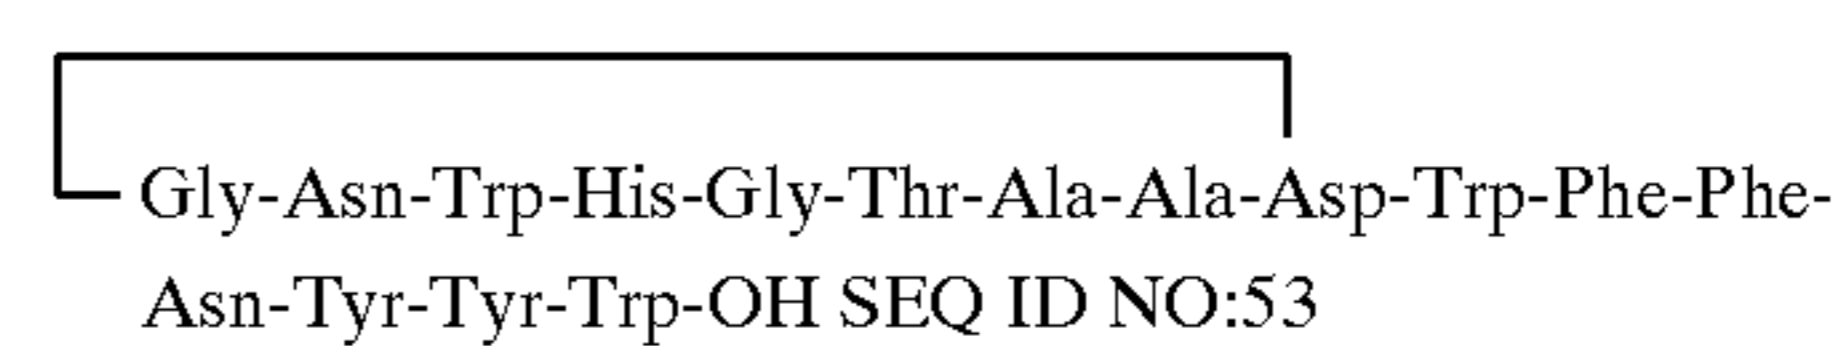 Gly-Asn-Trp-His-Gly-Thr-Ala-Ala-Asp-Trp-Phe-Phe-
Asn-Tyr-Tyr-Trp-OH SEQ ID NO:53